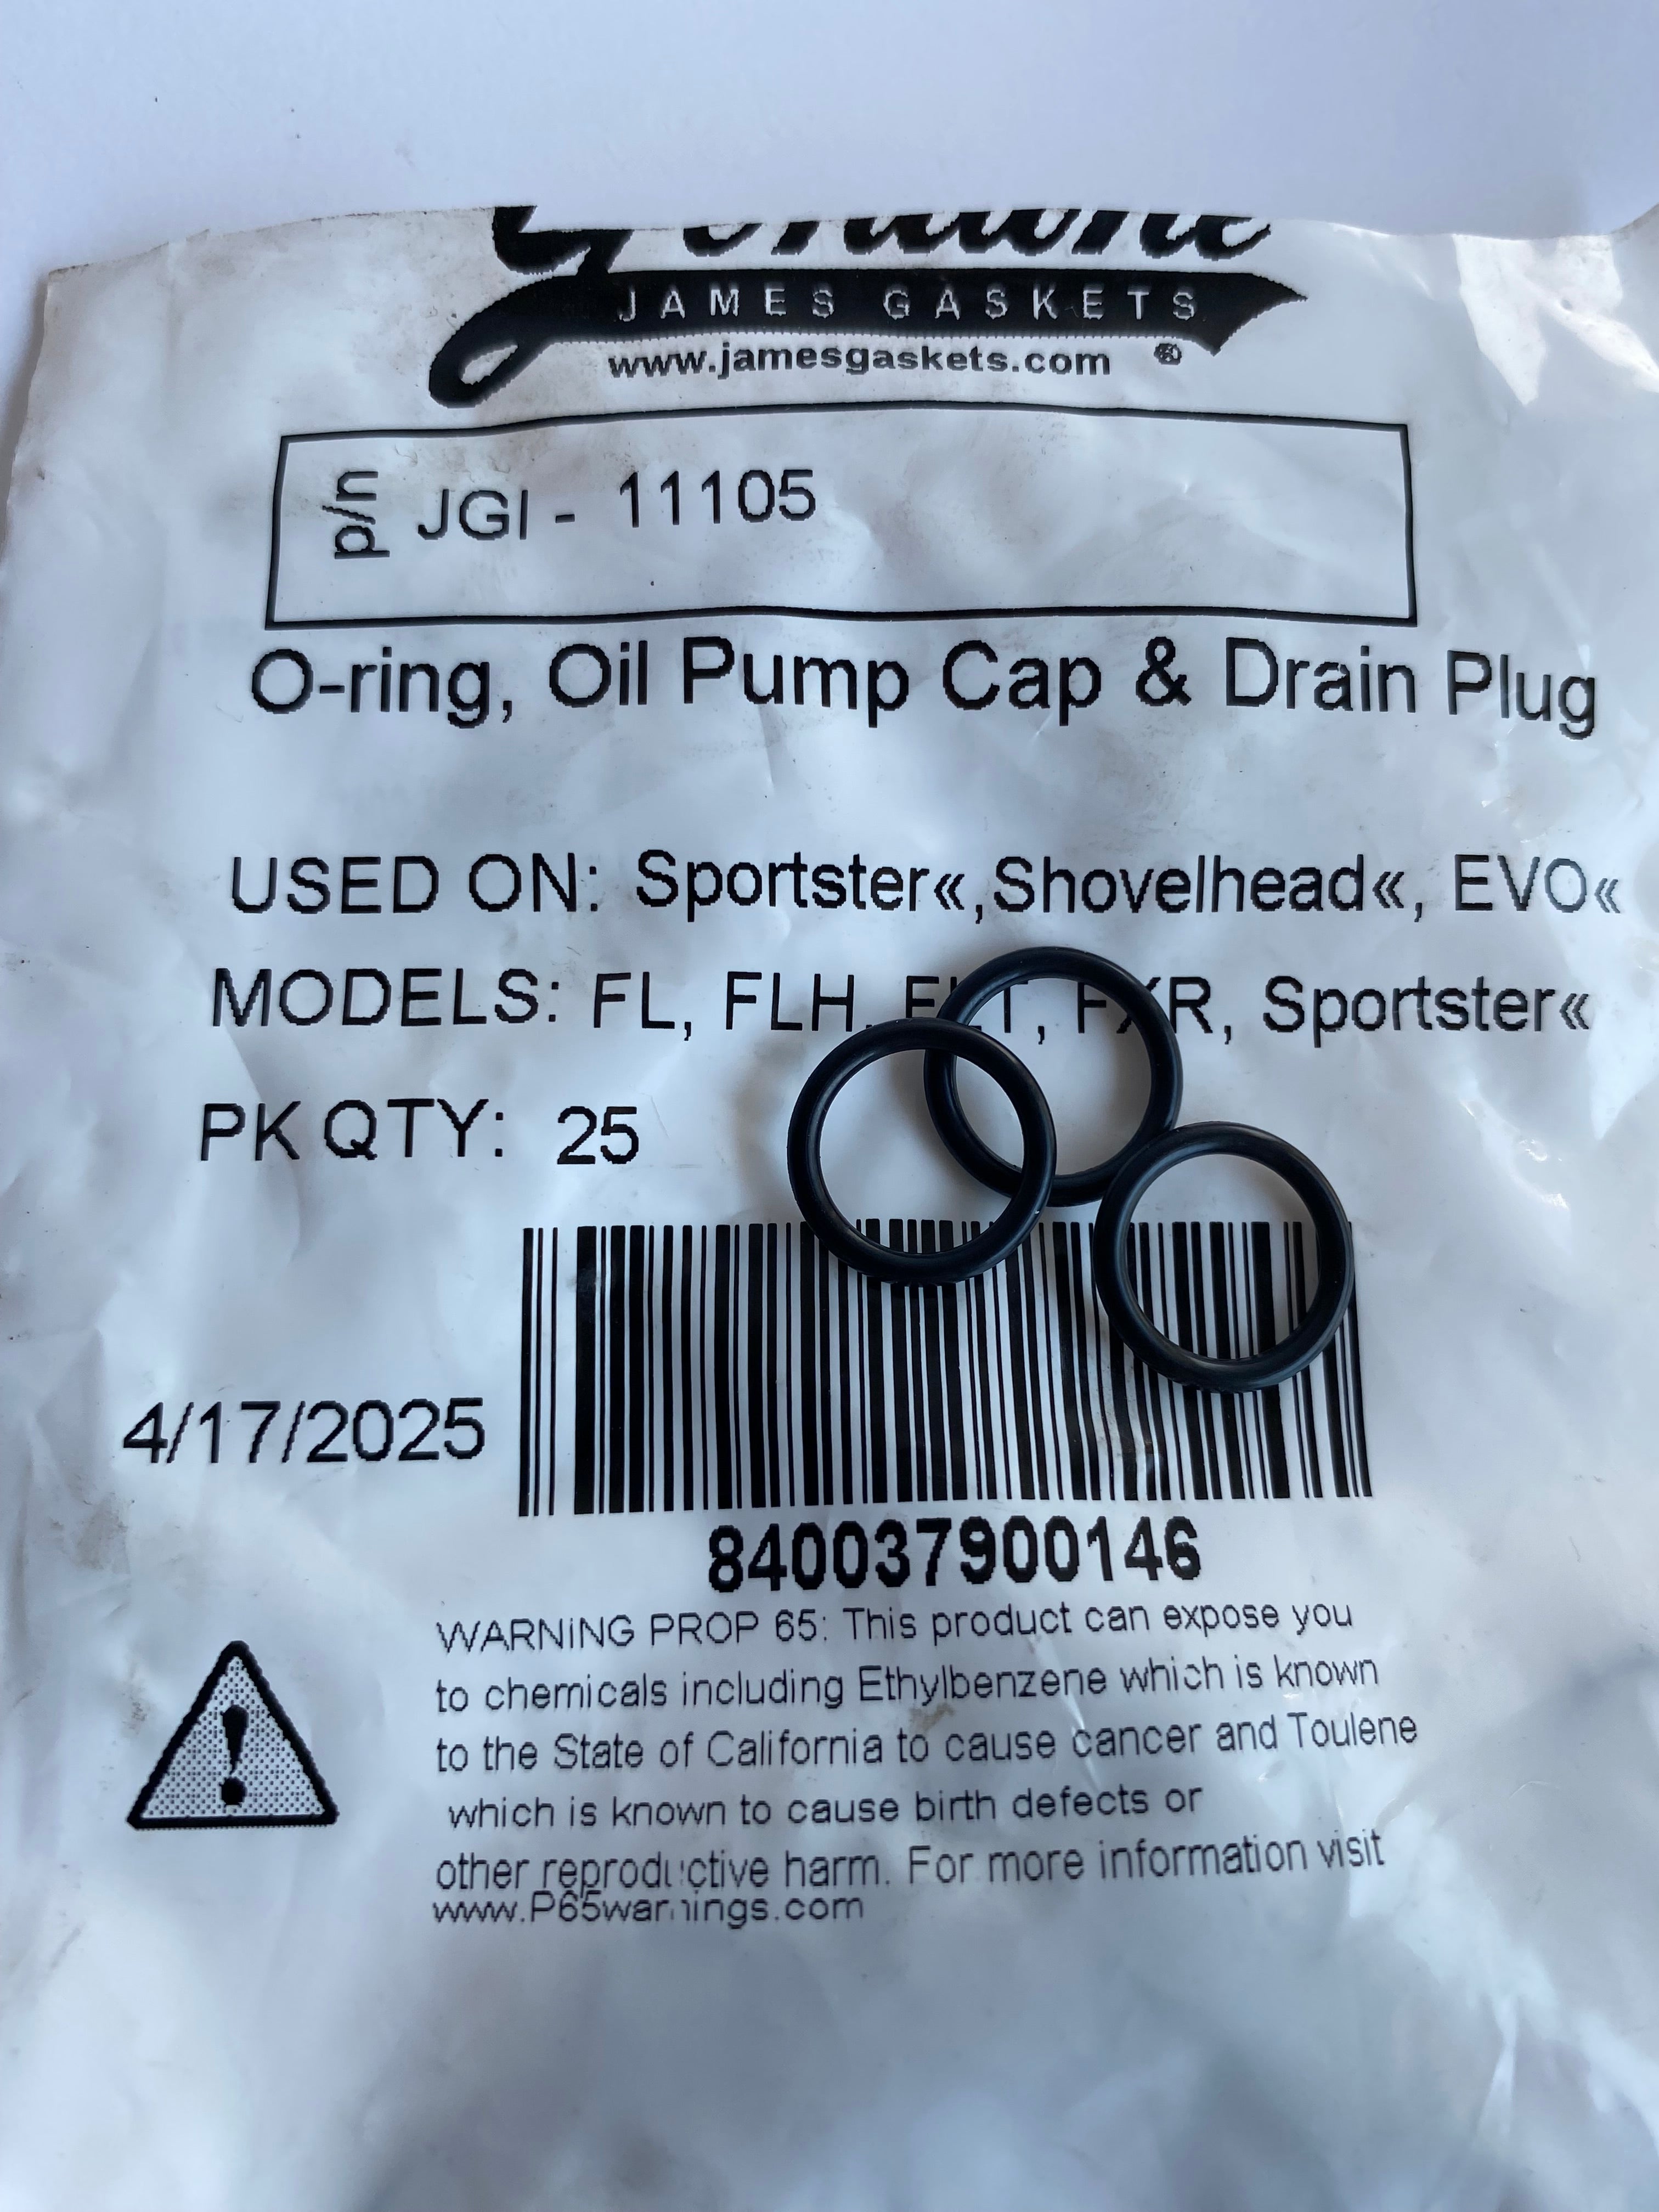 Genuine
JAMES GASKETS
www.jamesgaskets.com ®
p/n JGI - 11105
O-ring, Oil Pump Cap & Drain Plug
USED ON: Sportster«,Shovelhead«, EVO«
MODELS: FL, FLH, FLT, FXR, Sportster«
PK QTY: 25
4/17/2025
840037900146
WARNING PROP 65: This product can expose you
to chemicals including Ethylbenzene which is known
to the State of California to cause cancer and Toulene
which is known to cause birth defects or
other reproductive harm. For more information visit
www.P65warnings.com